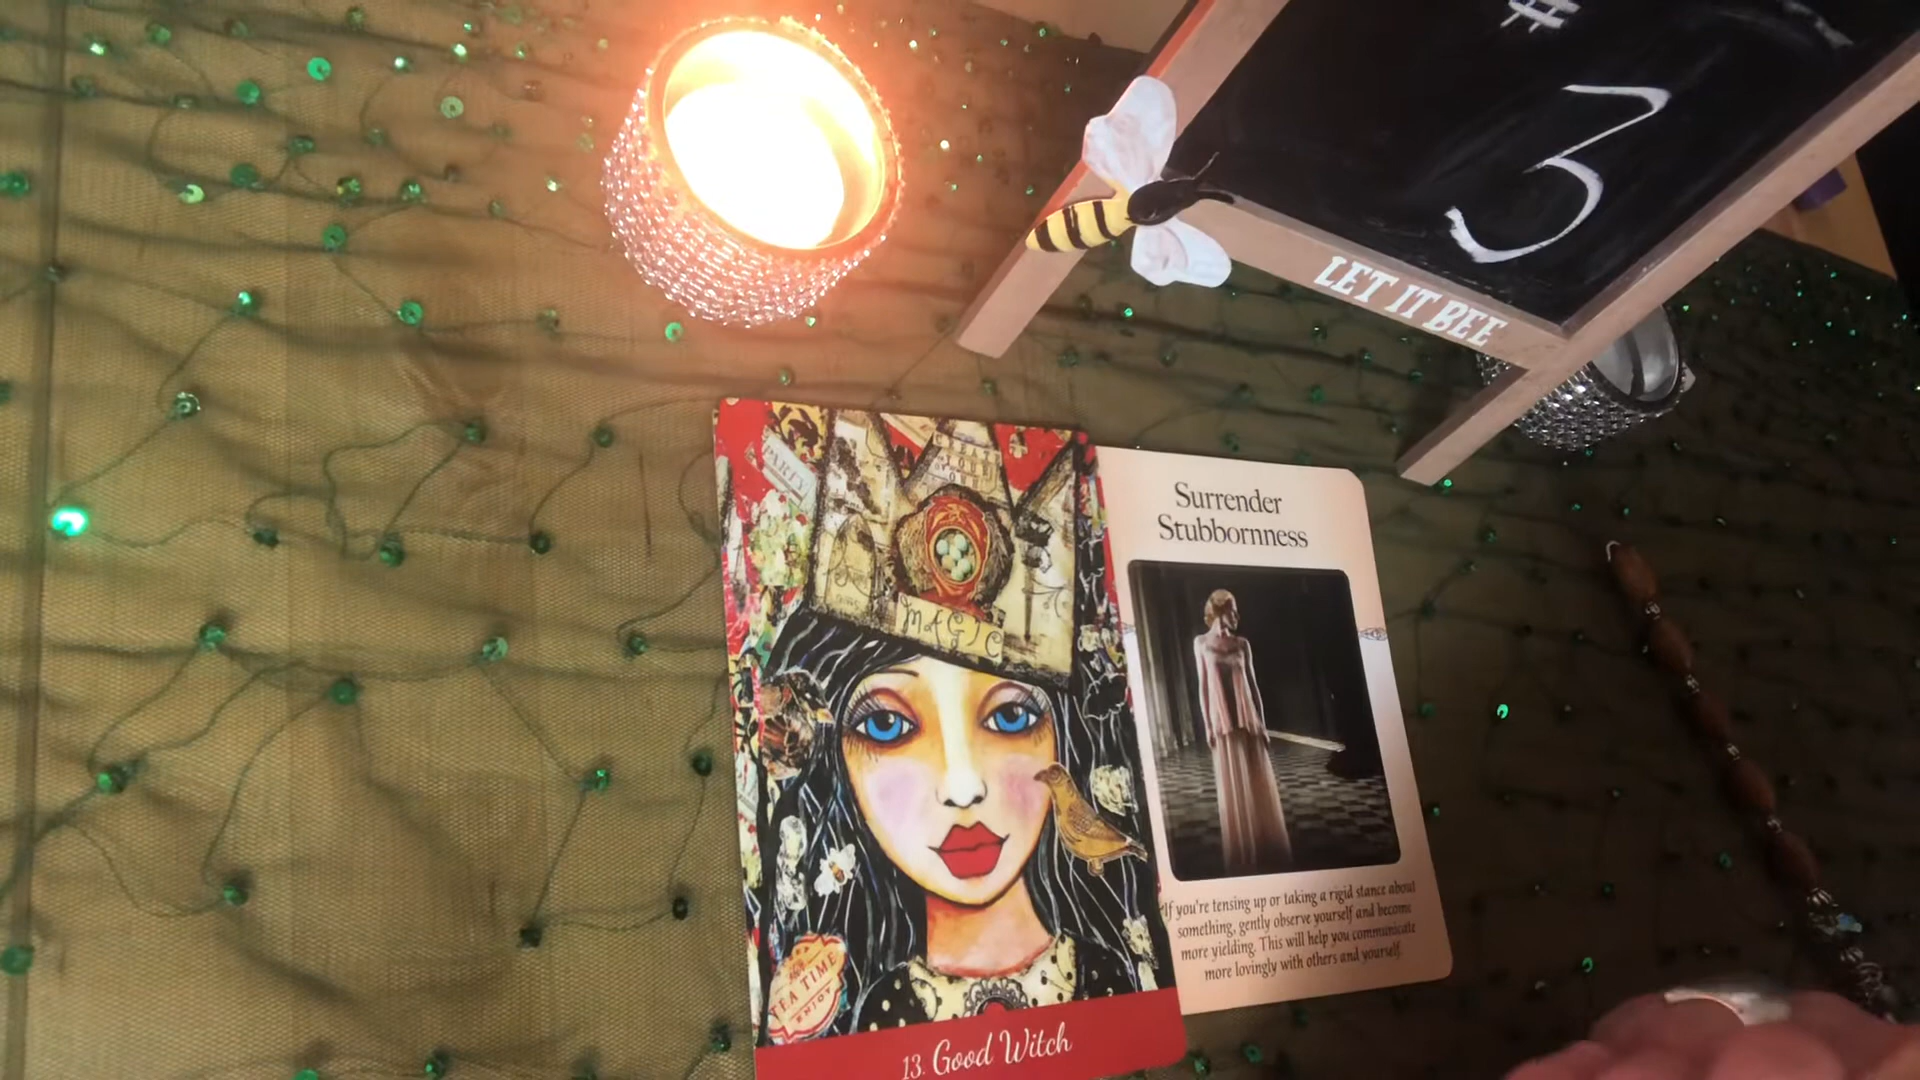 #
3
LET IT BEE
PARTY
MAGIC
TEA TIME
ENJOY
13. Good Witch
Surrender
Stubbornness
If you're tensing up or taking a rigid stance about
something, gently observe yourself and become
more yielding. This will help you communicate
more lovingly with others and yourself.